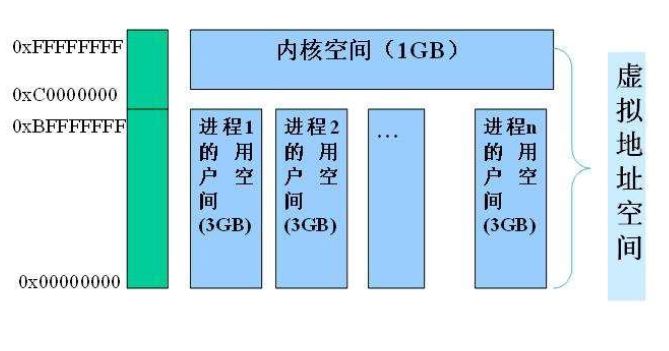 0xFFFFFFFF
内核空间（1GB）
0xC0000000
0xBFFFFFFF
进程1
的 用
户 空
间
(3GB)
进程2
的 用
户 空
间
(3GB)
…
进程n
的 用
户 空
间
(3GB)
0x00000000
虚拟地址空间